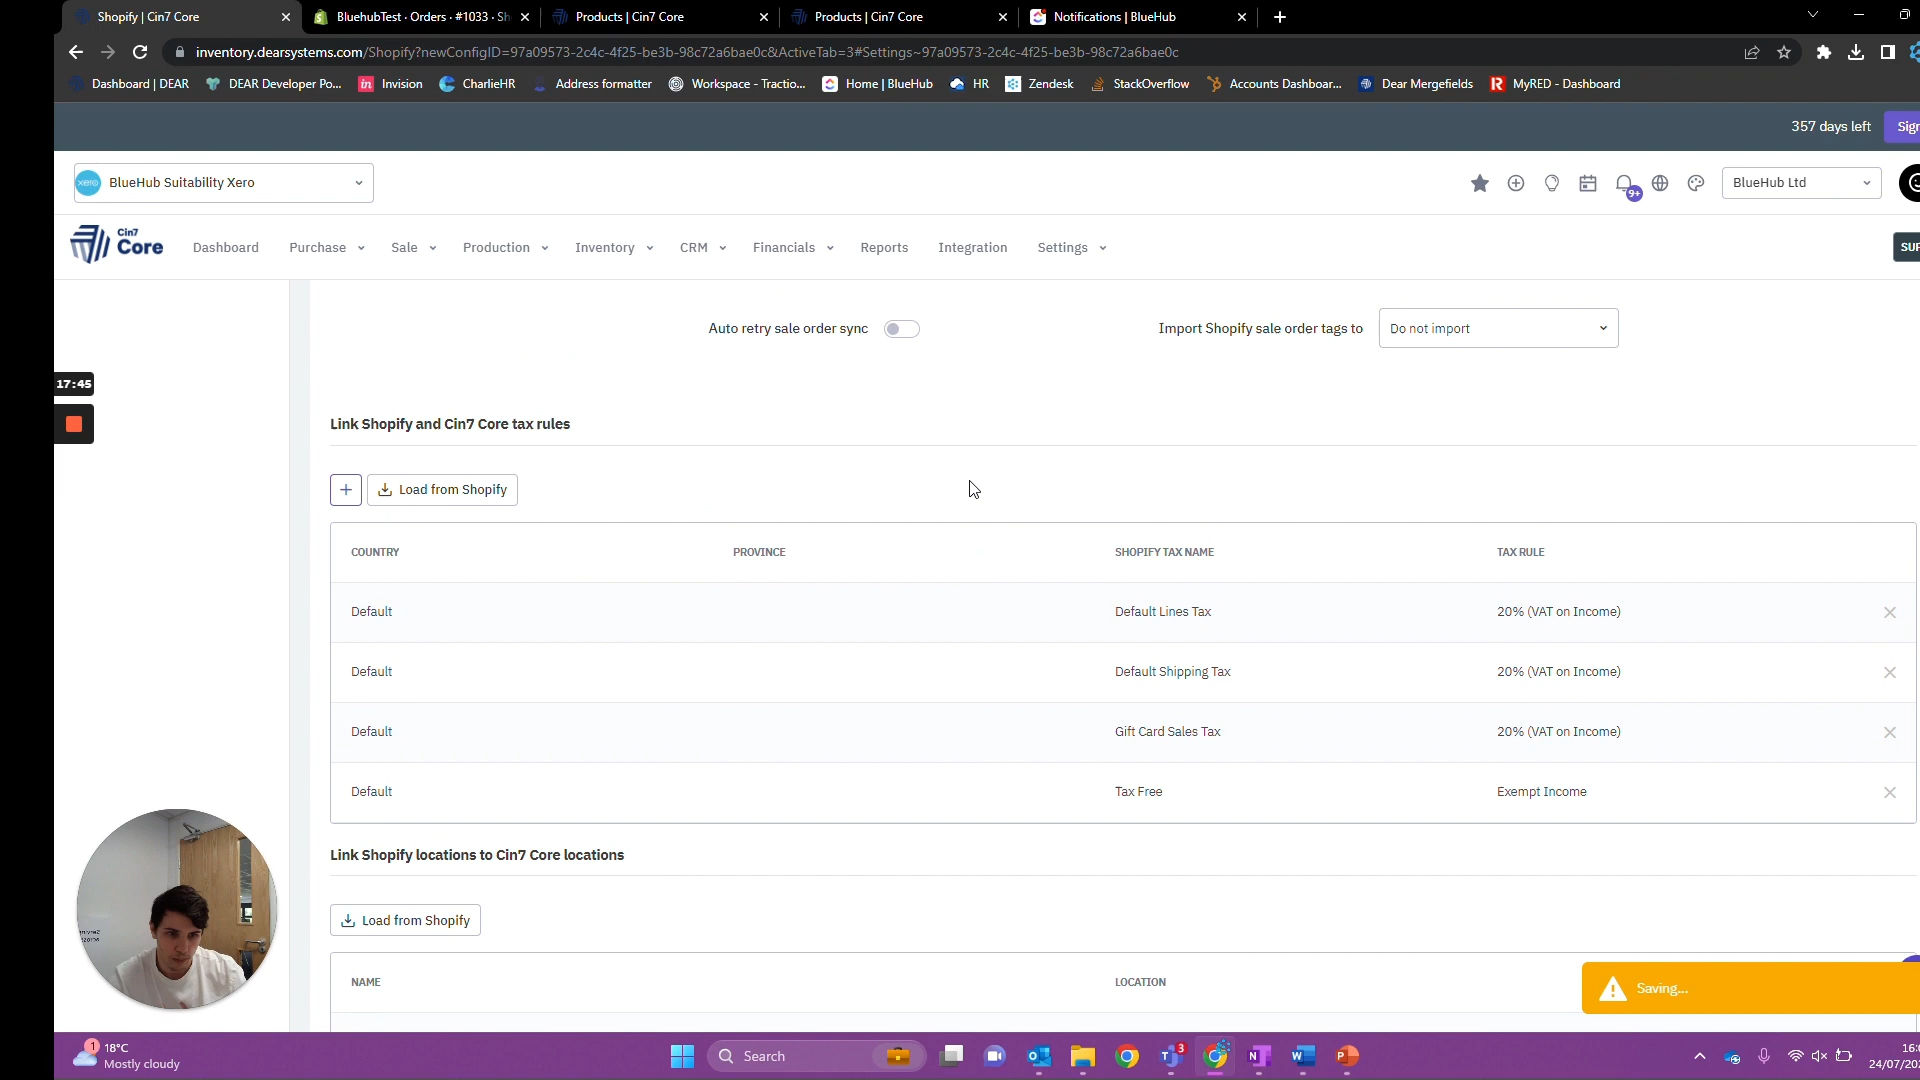 Shopify | Cin7 Core
BluehubTest · Orders · #1033 · Sh
Products | Cin7 Core
Products | Cin7 Core
Notifications | BlueHub
inventory.dearsystems.com/Shopify?newConfigID=97a09573-2c4c-4f25-be3b-98c72a6bae0c&ActiveTab=3#Settings~97a09573-2c4c-4f25-be3b-98c72a6bae0c
Dashboard | DEAR
DEAR Developer Po...
in
Invision
CharlieHR
Address formatter
Workspace - Tractio...
Home | BlueHub
HR
Zendesk
StackOverflow
Accounts Dashboar...
Dear Mergefields
R
MyRED - Dashboard
357 days left
Sign
xero
BlueHub Suitability Xero
9+
BlueHub Ltd
Cin7
Core
Dashboard
Purchase
Sale
Production
Inventory
CRM
Financials
Reports
Integration
Settings
SUP
Auto retry sale order sync
Import Shopify sale order tags to
Do not import
17:45
Link Shopify and Cin7 Core tax rules
+
Load from Shopify
COUNTRY PROVINCE SHOPIFY TAX NAME TAX RULE
Default Default Lines Tax 20% (VAT on Income)
Default Default Shipping Tax 20% (VAT on Income)
Default Gift Card Sales Tax 20% (VAT on Income)
Default Tax Free Exempt Income
Link Shopify locations to Cin7 Core locations
Load from Shopify
NAME LOCATION
Saving...
1
18°C
Mostly cloudy
Search
3
N
W
P
16:0
24/07/20